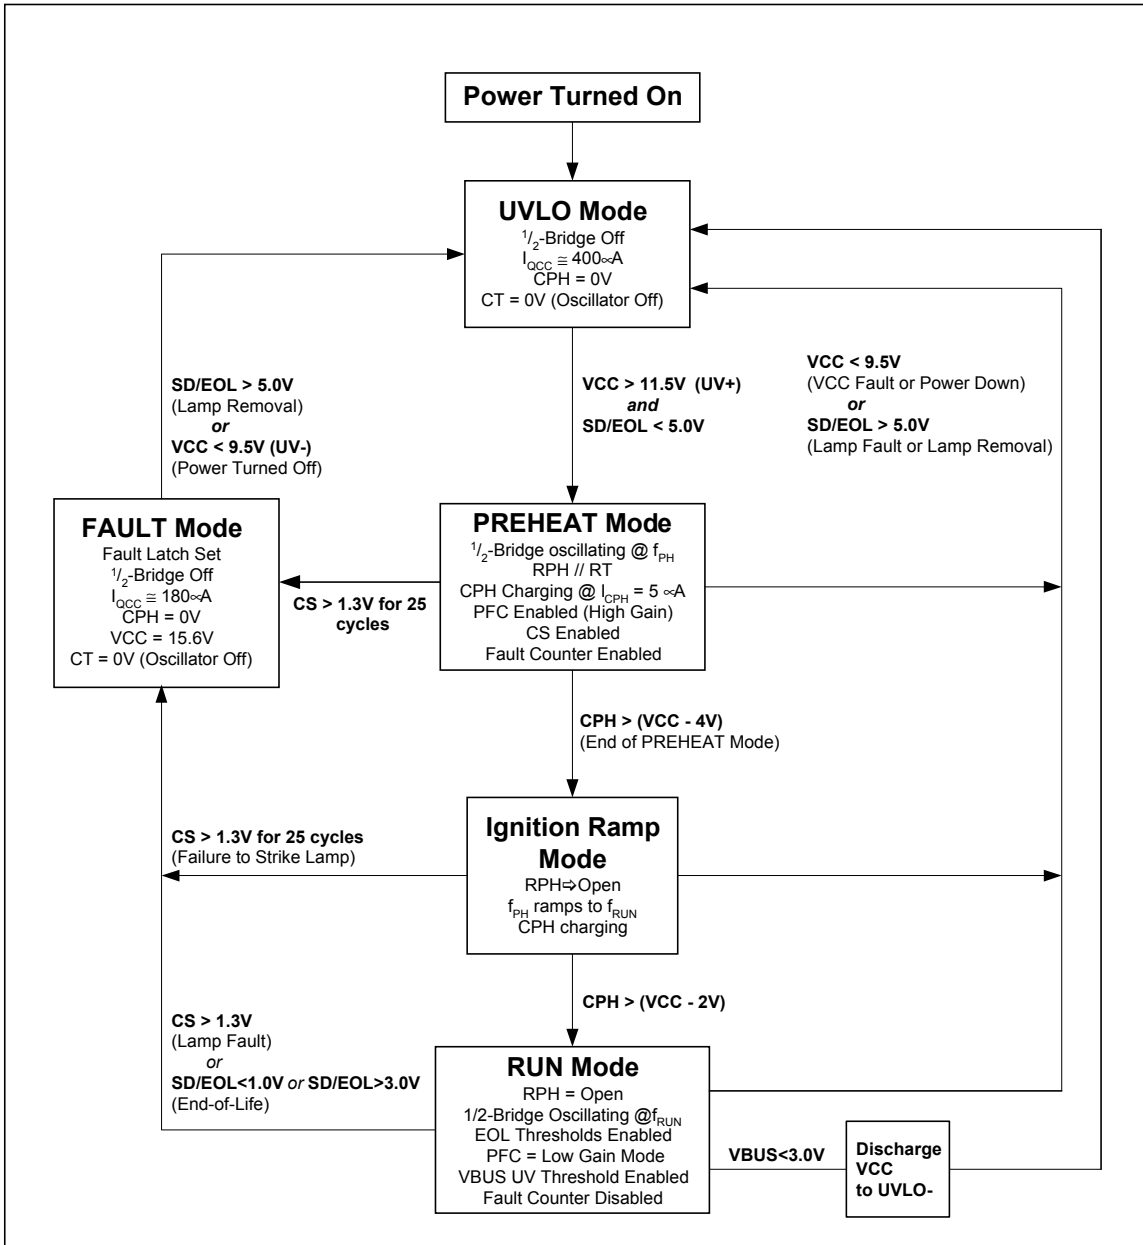 Power Turned On
UVLO Mode
1/2-Bridge Off
IQCC ≅ 400∝A
CPH = 0V
CT = 0V (Oscillator Off)
SD/EOL > 5.0V
(Lamp Removal)
or
VCC < 9.5V (UV-)
(Power Turned Off)
VCC > 11.5V (UV+)
and
SD/EOL < 5.0V
VCC < 9.5V
(VCC Fault or Power Down)
or
SD/EOL > 5.0V
(Lamp Fault or Lamp Removal)
FAULT Mode
Fault Latch Set
1/2-Bridge Off
IQCC ≅ 180∝A
CPH = 0V
VCC = 15.6V
CT = 0V (Oscillator Off)
CS > 1.3V for 25
cycles
PREHEAT Mode
1/2-Bridge oscillating @ fPH
RPH // RT
CPH Charging @ ICPH = 5 ∝A
PFC Enabled (High Gain)
CS Enabled
Fault Counter Enabled
CPH > (VCC - 4V)
(End of PREHEAT Mode)
CS > 1.3V for 25 cycles
(Failure to Strike Lamp)
Ignition Ramp
Mode
RPH⇨Open
fPH ramps to fRUN
CPH charging
CPH > (VCC - 2V)
CS > 1.3V
(Lamp Fault)
or
SD/EOL<1.0V or SD/EOL>3.0V
(End-of-Life)
RUN Mode
RPH = Open
1/2-Bridge Oscillating @fRUN
EOL Thresholds Enabled
PFC = Low Gain Mode
VBUS UV Threshold Enabled
Fault Counter Disabled
VBUS<3.0V
Discharge
VCC
to UVLO-